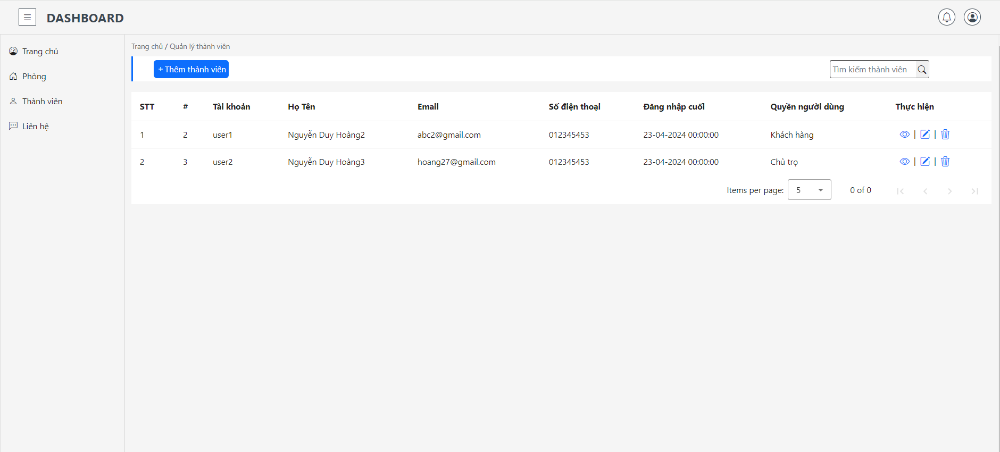 DASHBOARD
Trang chủ
Phòng
Thành viên
Liên hệ
Trang chủ / Quản lý thành viên
+ Thêm thành viên
Tìm kiếm thành viên
STT # Tài khoản Họ Tên Email Số điện thoại Đăng nhập cuối Quyền người dùng Thực hiện
1 2 user1 Nguyễn Duy Hoàng2 abc2@gmail.com 012345453 23-04-2024 00:00:00 Khách hàng | |
2 3 user2 Nguyễn Duy Hoàng3 hoang27@gmail.com 012345453 23-04-2024 00:00:00 Chủ trọ | |
Items per page: 5 0 of 0